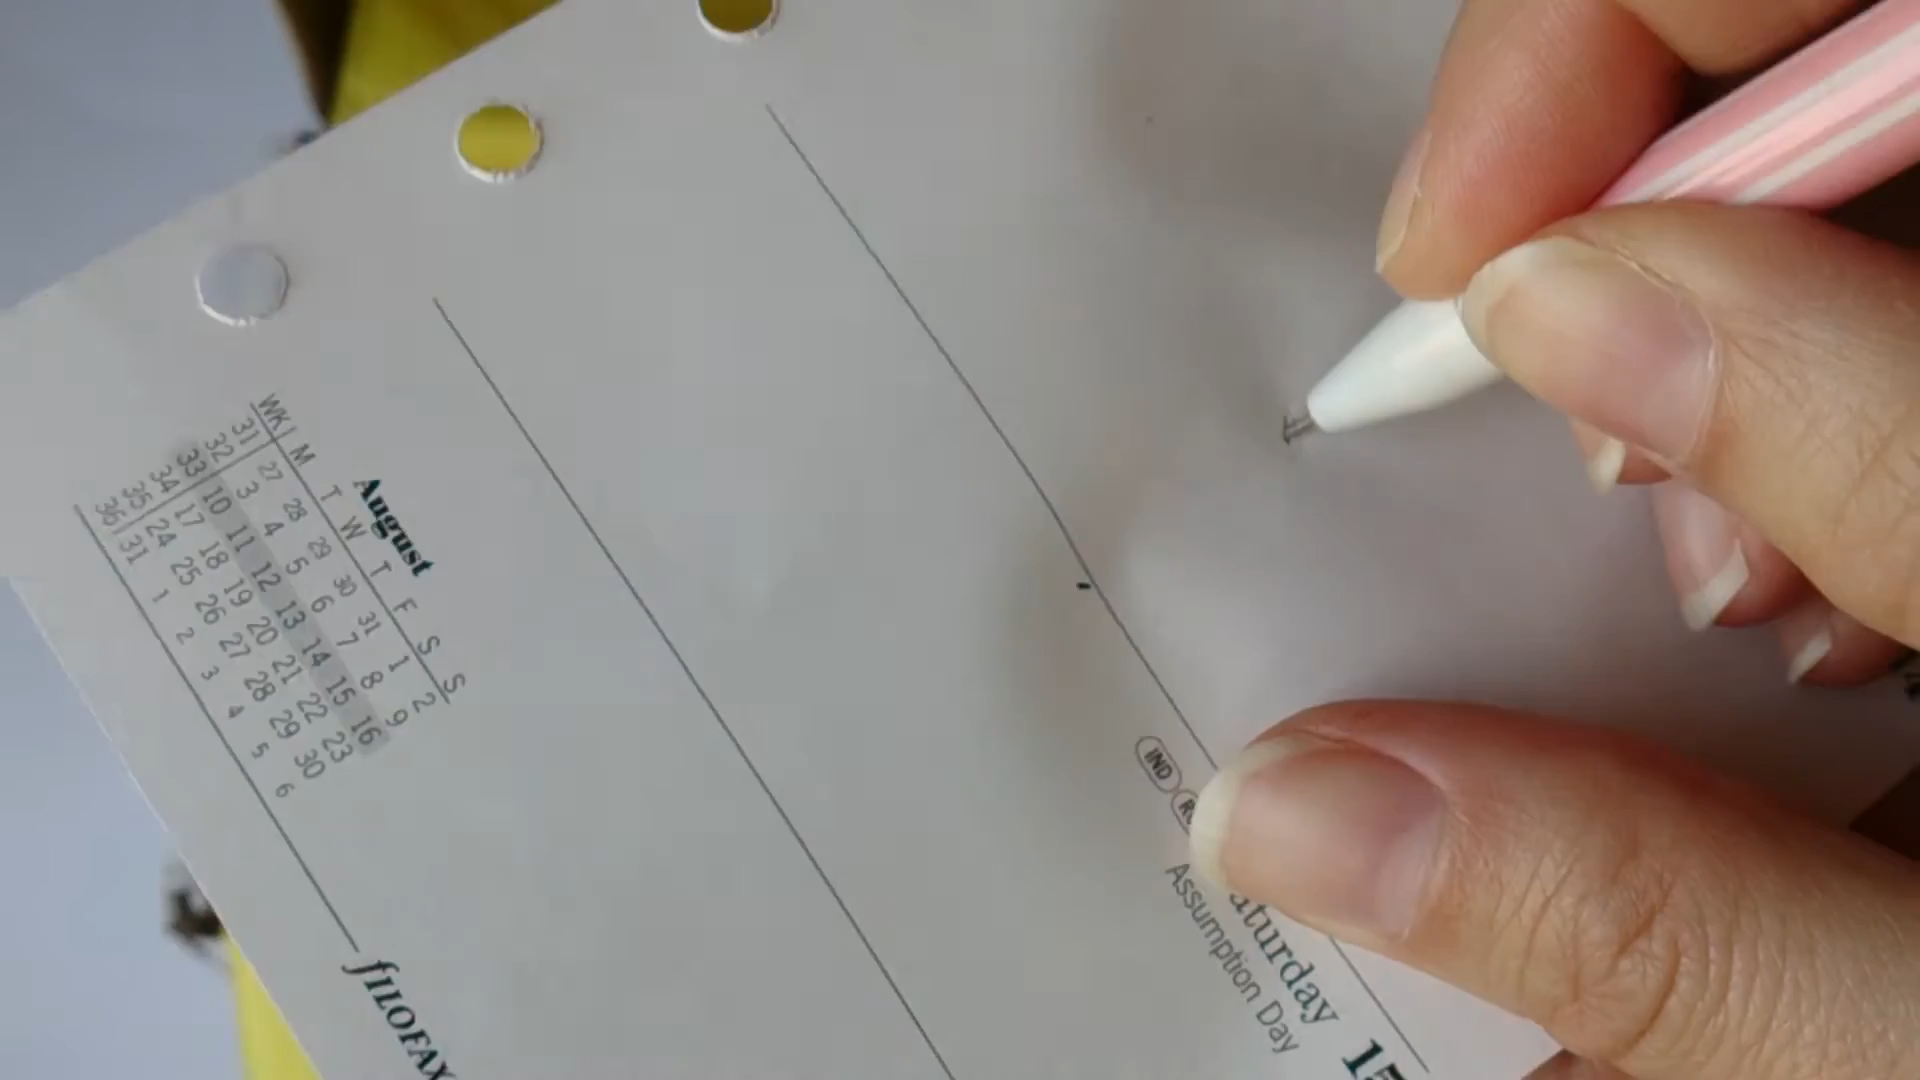 August
WK M T W T F S S
31 27 28 29 30 31 1 2
32 3 4 5 6 7 8 9
33 10 11 12 13 14 15 16
34 17 18 19 20 21 22 23
35 24 25 26 27 28 29 30
36 31 1 2 3 4 5 6
fILOFAX
IND
aturday 15
Assumption Day